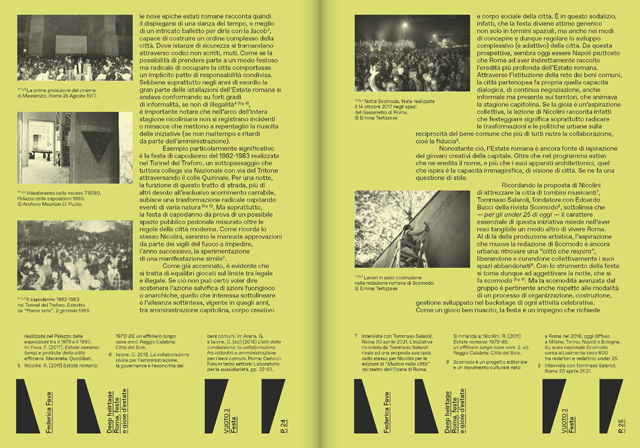 le nove epiche estati romane racconta quindi
il dispiegarsi di una danza del tempo, o meglio
di un intricato balletto per dirla con la Jacob³,
capace di costruire un ordine complesso della
città. Dove istanze di sicurezza si tramandano
attraverso codici non scritti, muti. Come se la
possibilità di prendere parte a un modo festoso
ma radicale di occupare la città comportasse
un implicito patto di responsabilità condivisa.
Sebbene soprattutto negli anni di esordio la
gran parte delle istallazioni dell'Estate romana si
andava conformando su forti gradi
di informalità, se non di illegalità
è importante notare che nell'arco dell'intera
stagione nicoliniana non si registrano incidenti
o minacce che mettono a repentaglio la riuscita
delle iniziative (se non maltempo e ritardi
da parte dell'amministrazione).
Esempio particolarmente significativo
è la festa di capodanno del 1982-1983 realizzata
nel Tunnel del Traforo, un sottopassaggio che
tuttora collega via Nazionale con via del Tritone
attraversando il colle Quirinale. Per una notte,
la funzione di questo tratto di strada, più di
altri devoto all'esclusivo scorrimento carrabile,
subisce una trasformazione radicale ospitando
eventi di varia natura
Ma soprattutto,
la festa di capodanno dà prova di un possibile
spazio pubblico pedonale misurato oltre le
regole della città moderna. Come ricorda lo
stesso Nicolini, saranno le mancate approvazioni
da parte dei vigili del fuoco a impedire,
l'anno successivo, la sperimentazione
di una manifestazione simile
Come già accennato, è evidente che
si tratta di equilibri giocati sul limite tra legale
e illegale. Se ciò non può certo voler dire
sostenere l'azione salvifica di azioni fuorigioco
o anarchiche, quello che interessa sottolineare
è l'alleanza sottintesa, vigente in quegli anni,
tra amministrazione capitolina, corpo creativo
La prima proiezione del cinema
di Massenzio. Roma 26 Agosto 1977.
Allestimento della mostra 70|80.
Palazzo delle esposizioni 1980.
© Archivio Maurizio Di Puolo.
Il capodanno 1982-1983
nel Tunnel del Traforo. Estratto
da "Paese sera". 2 gennaio 1983.
realizzate nel Palazzo delle
esposizioni tra il 1979 e il 1980.
In: Fava, F. (2017). Estate romana:
tempi e pratiche della città
effimera. Macerata: Quodlibet.
5 Nicolini, R. (2011) Estate romana:
1976-85: un effimero lungo
nove anni. Reggio Calabria:
Città del Sole.
6 Iaione, C. 2015. La collaborazione
civica per l'amministrazione,
la governance e l'economia dei
beni comuni. In: Arena, G.
e Iaione, C. [ed] (2015) L'età della
condivisione: la collaborazione
fra cittadini e amministrazione
per i beni comuni. Roma: Carocci;
Forum terzo settore; Laboratorio
per la sussidiarietà, pp. 32-83.
Federica Fava
Deep heirtage
Roma, feste
e gioie d'estate
VUOTO 3
Festa
P. 24
e corpo sociale della città. È in questo sodalizio,
infatti, che la festa diviene attimo generico
non solo in termini spaziali, ma anche nei modi
di concepire e dunque regolare lo sviluppo
complessivo (e adattivo) della città. Da questa
prospettiva, sembra oggi essere Napoli piuttosto
che Roma ad aver indirettamente raccolto
l'eredità più profonda dell'Estate romana.
Attraverso l'istituzione della rete dei beni comuni, la
città partenopea fa propria quella capacità
dialogica, di continua negoziazione, anche
informale ma presente sui territori, che animava
la stagione capitolina. Se la gioia è un'aspirazione
collettiva, la lezione di Nicolini racconta infatti
che festeggiare significa soprattutto radicare
le trasformazioni e le politiche urbane sulla
reciprocità del bene comune che più di tutti nutre la collaborazione,
cioè la fiducia⁶.
Nonostante ciò, l'Estate romana è ancora fonte di ispirazione
dei giovani creativi della capitale. Oltre che nel programma estivo
che ne eredita il nome, e più che i suoi apparati architettonici, quel
che ispira è la capacità immaginifica, di visione di città. Se ne fa una
questione di stile.
Ricordando la proposta di Nicolini
di attrezzare la città di tombini musicanti⁷,
Tommaso Salaroli, fondatore con Edoardo
Bucci della rivista Scomodo⁸, sottolinea che
— per gli under 25 di oggi — il carattere
essenziale di questa iniziativa risiede nell'aver
reso tangibile un modo altro di vivere Roma.
Al di là della produzione artistica, l'aspirazione
che muove la redazione di Scomodo è ancora
urbana: ritrovare una "città che respira",
liberandone e curandone collettivamente i suoi
spazi abbandonati⁹. Con lo strumento della festa
si torna dunque ad aggettivare la notte, che si
fa scomoda
Ma la scomodità avanzata dal
gruppo è pertinente anche rispetto alle modalità
di un processo di organizzazione, costruzione,
gestione sviluppato nel backstage di ogni attività celebrativa.
Come un gioco ben riuscito, la festa è un impegno che richiede
Notte Scomoda, festa realizzata
il 14 ottobre 2017 negli spazi
del Gasometro di Roma.
© Emma Terlizzese
Lavori in auto-costruzione
nella redazione romana di Scomodo.
© Emma Terlizzese
7 Intervista con Tommaso Salaroli,
Roma 30 aprile 2021. L'iniziativa
ricordata da Tommaso Salaroli
risale ad una proposta avanzata
dallo stesso per Nicolini per le
edizioni di "Musica nella città"
del teatro dell'Opera di Roma.
Si rimanda a: Nicolini, R. (2011)
Estate romana: 1976-85:
un effimero lungo nove anni. 2. ed.
Reggio Calabria: Città del Sole.
8 Scomodo è un progetto editoriale
e un movimento culturale nato
a Roma nel 2016, oggi diffuso
a Milano, Torino, Napoli e Bologna.
Su scala nazionale Scomodo
conta attualmente circa 600
tra redattori e redattrici under 25.
9 Intervista con Tommaso Salaroli,
Roma 30 aprile 2021.
Federica Fava
Deep heirtage
Roma, feste
e gioie d'estate
VUOTO 3
Festa
P. 25